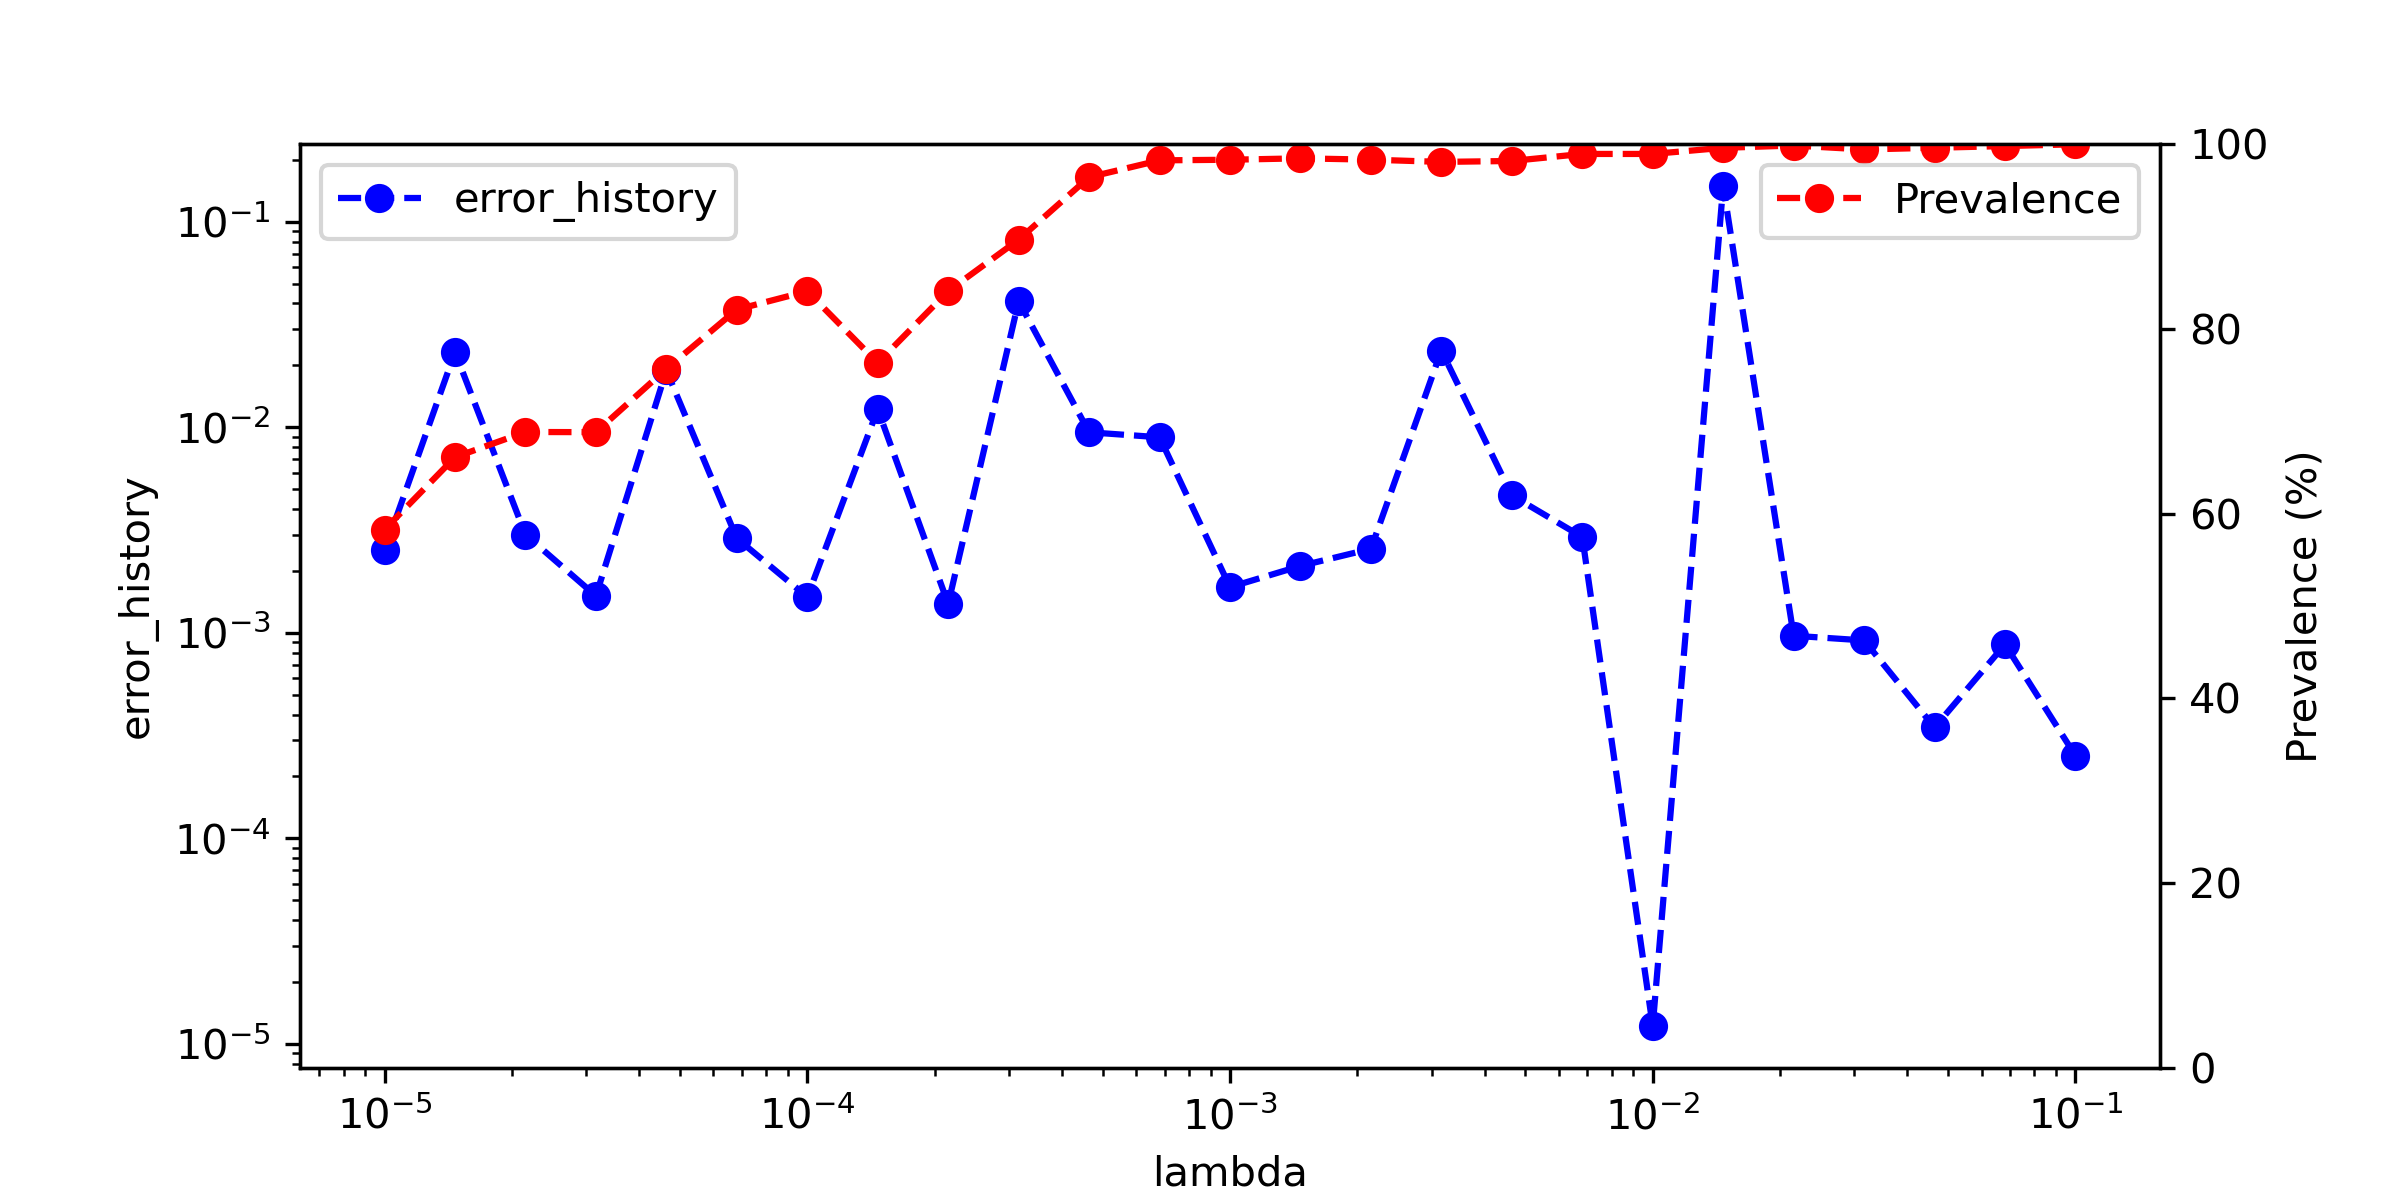 error_history
Prevalence
10⁻¹
10⁻²
10⁻³
10⁻⁴
10⁻⁵
error_history
100
80
60
40
20
0
Prevalence (%)
10⁻⁵ 10⁻⁴ 10⁻³ 10⁻² 10⁻¹
lambda